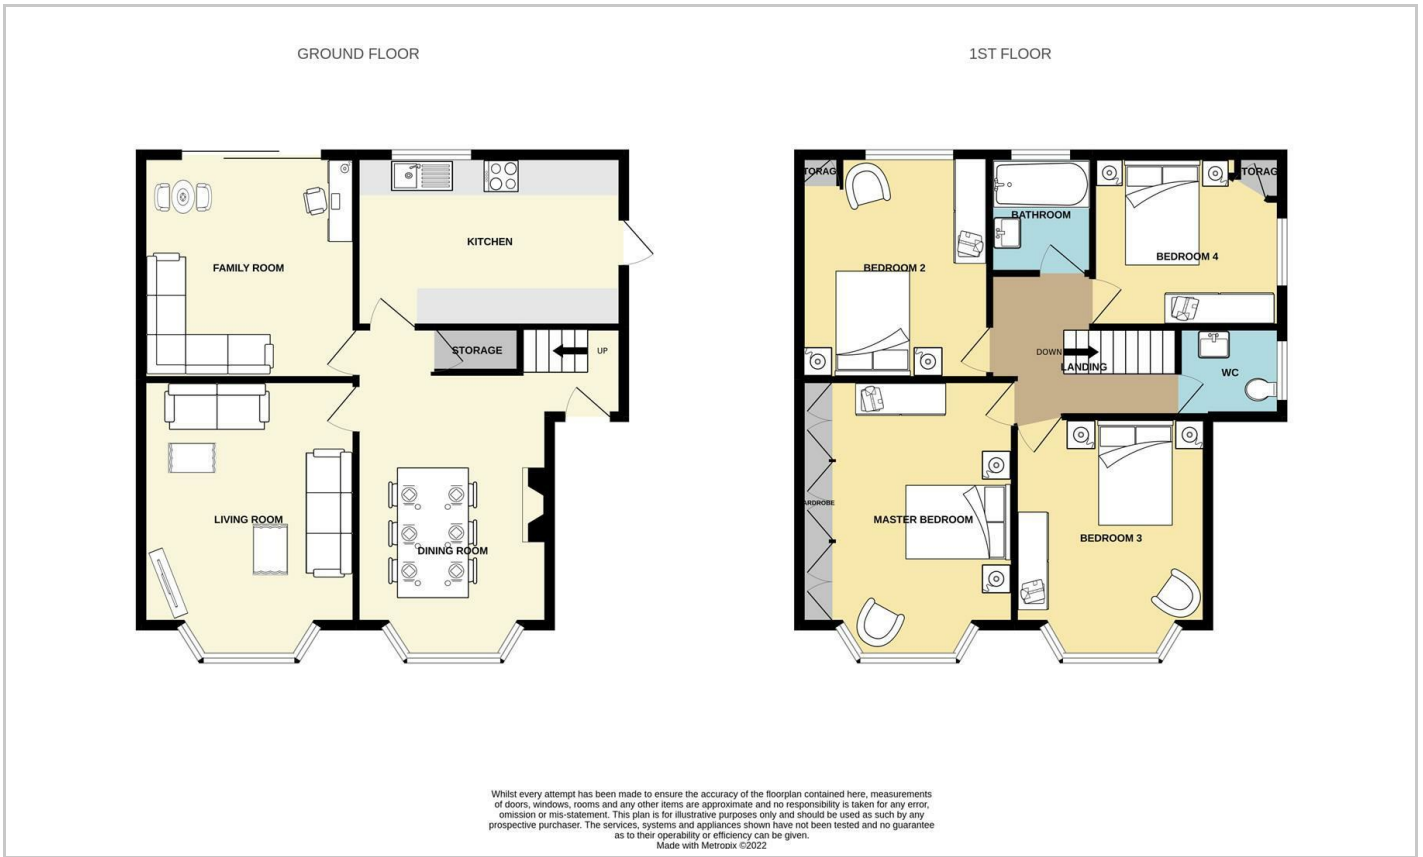 GROUND FLOOR
1ST FLOOR
FAMILY ROOM
KITCHEN
STORAGE
UP
LIVING ROOM
DINING ROOM
TORAG
BEDROOM 2
BATHROOM
BEDROOM 4
TORAG
DOWN
LANDING
WC
ARDROBE
MASTER BEDROOM
BEDROOM 3
Whilst every attempt has been made to ensure the accuracy of the floorplan contained here, measurements
of doors, windows, rooms and any other items are approximate and no responsibility is taken for any error,
omission or mis-statement. This plan is for illustrative purposes only and should be used as such by any
prospective purchaser. The services, systems and appliances shown have not been tested and no guarantee
as to their operability or efficiency can be given.
Made with Metropix ©2022